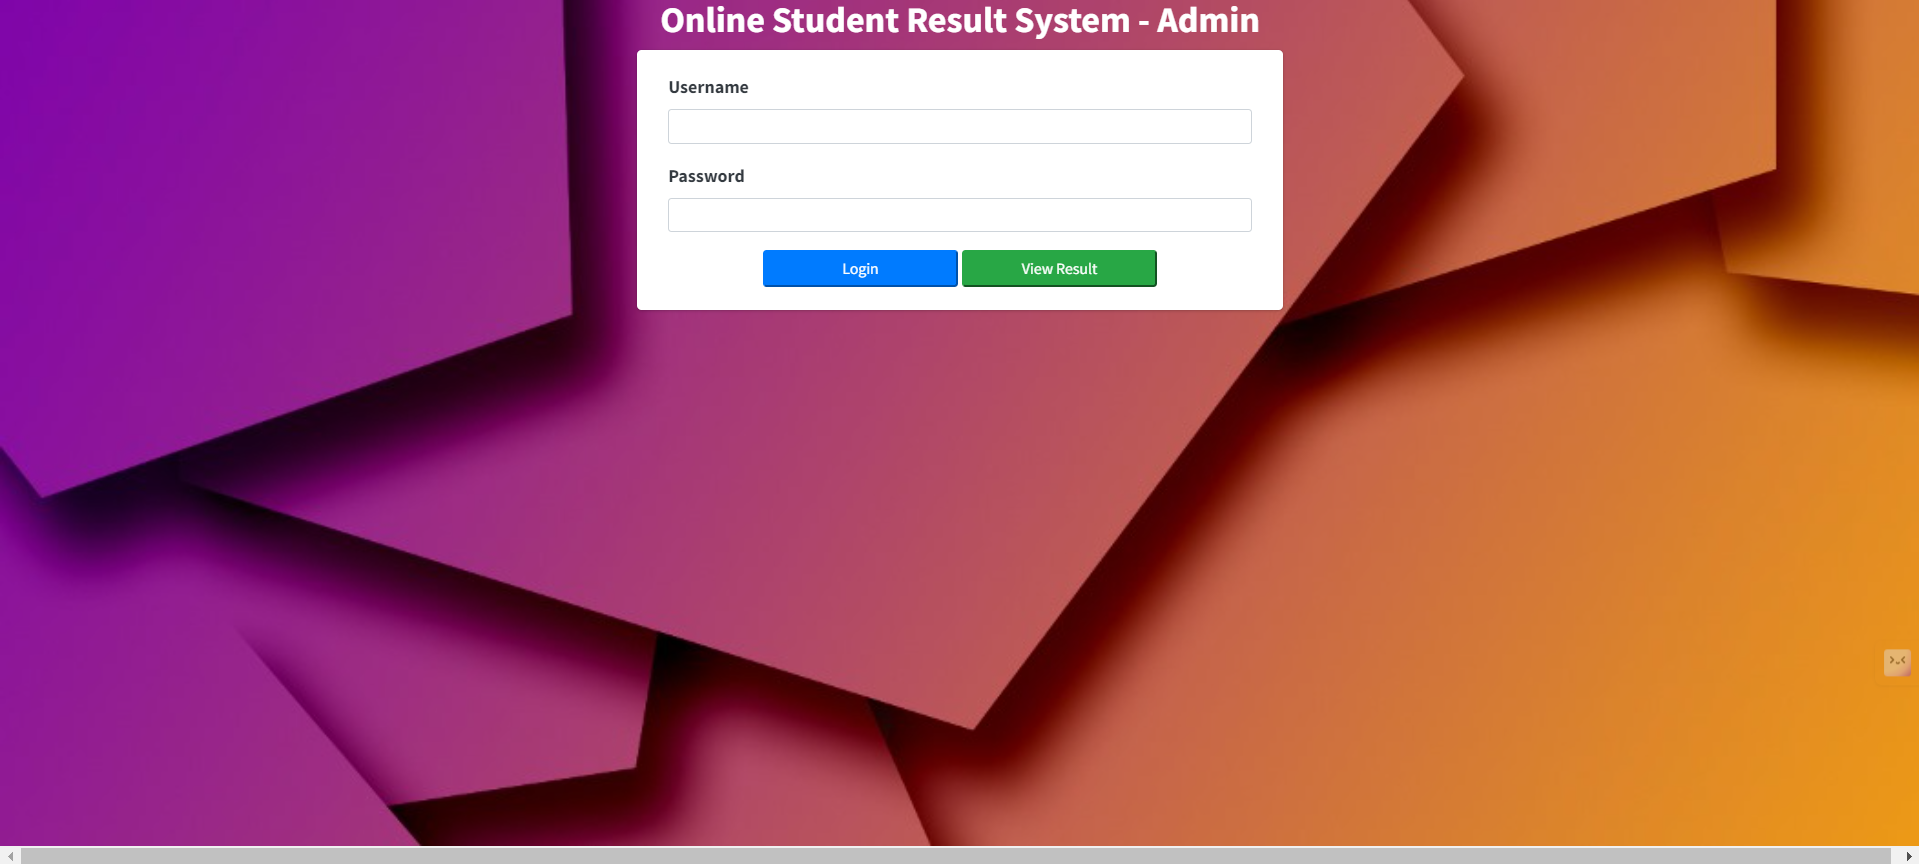 Online Student Result System - Admin
Username
Password
Login
View Result